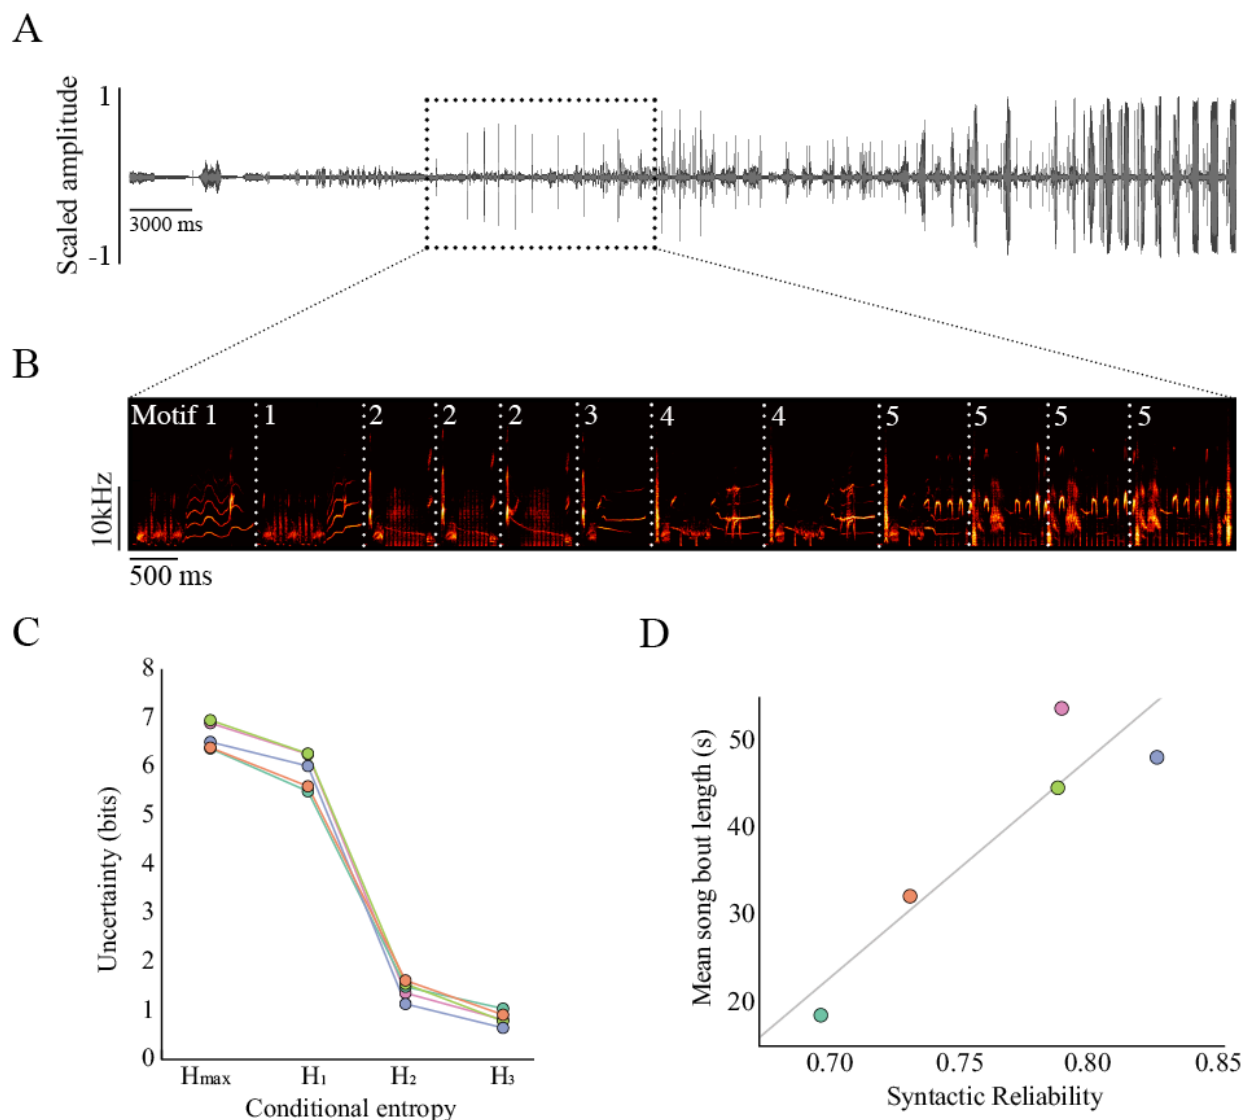 A
Scaled amplitude
1
-1
3000 ms
B
Motif 1 1 2 2 2 3 4 4 5 5 5 5
10kHz
500 ms
C
Uncertainty (bits)
8
7
6
5
4
3
2
1
0
Hmax H₁ H₂ H₃
Conditional entropy
D
Mean song bout length (s)
50
40
30
20
0.70 0.75 0.80 0.85
Syntactic Reliability